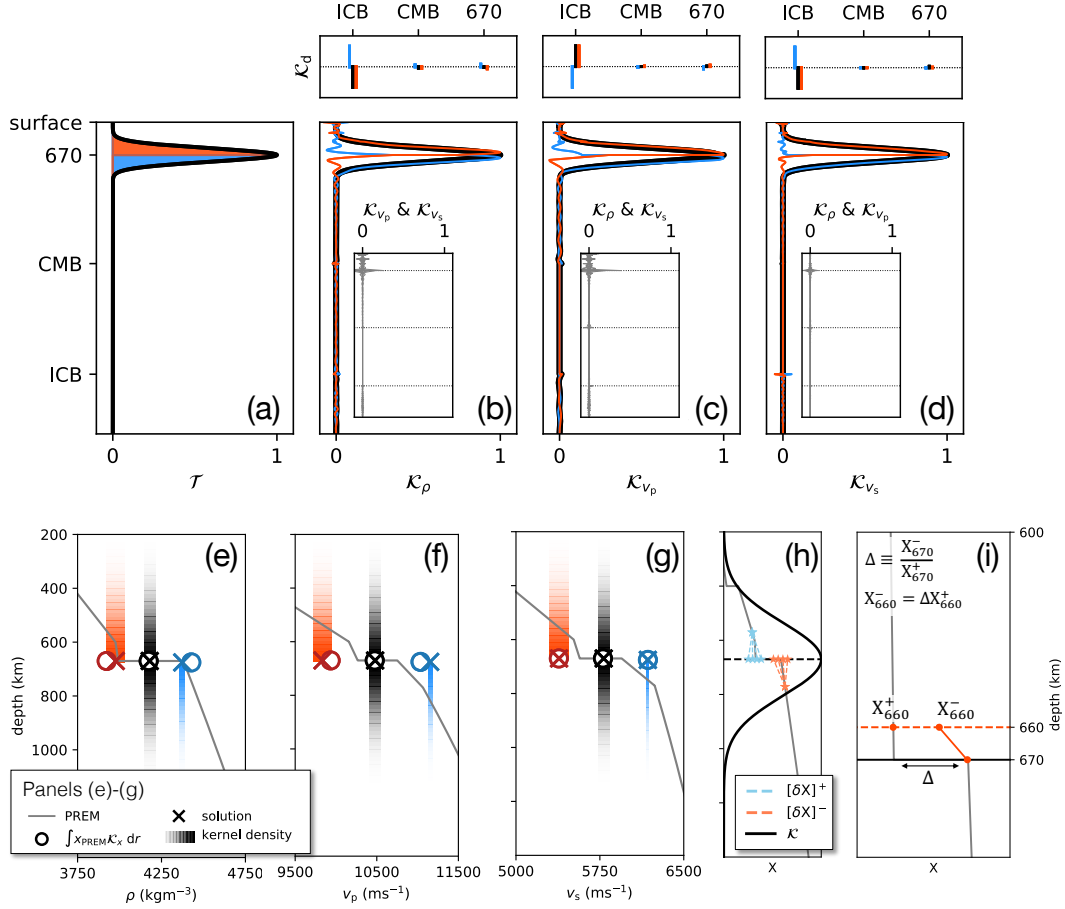 ICB CMB 670 ICB CMB 670 ICB CMB 670
𝒦d
surface
670
CMB
ICB
𝒦vp & 𝒦vs
0 1
𝒦ρ & 𝒦vs
0 1
𝒦ρ & 𝒦vp
0 1
(a) (b) (c) (d)
0 1 0 1 0 1 0 1
𝒯 𝒦ρ 𝒦vp 𝒦vs
200
400
600
800
1000
depth (km)
(e) (f) (g) (h) (i)
Δ ≡ X⁻670 / X⁺670
X⁻660 = ΔX⁺660
X⁺660 X⁻660
Δ
600
660
670
depth (km)
Panels (e)-(g)
PREM
solution
∫xPREM𝒦x dr
kernel density
[δX]⁺
[δX]⁻
𝒦
3750 4250 4750
ρ (kgm⁻³)
9500 10500 11500
vp (ms⁻¹)
5000 5750 6500
vs (ms⁻¹)
X X